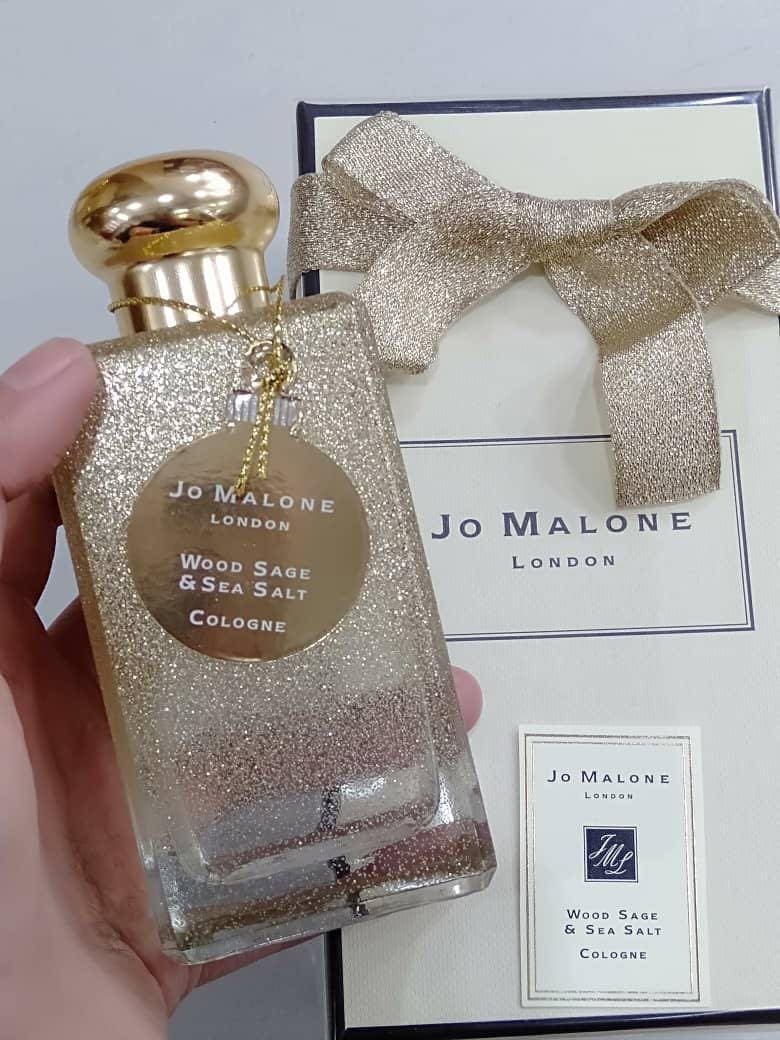 Jo Malone
London
Wood Sage
& Sea Salt
Cologne
Jo Malone
London
Jo Malone
London
JML
Wood Sage
& Sea Salt
Cologne